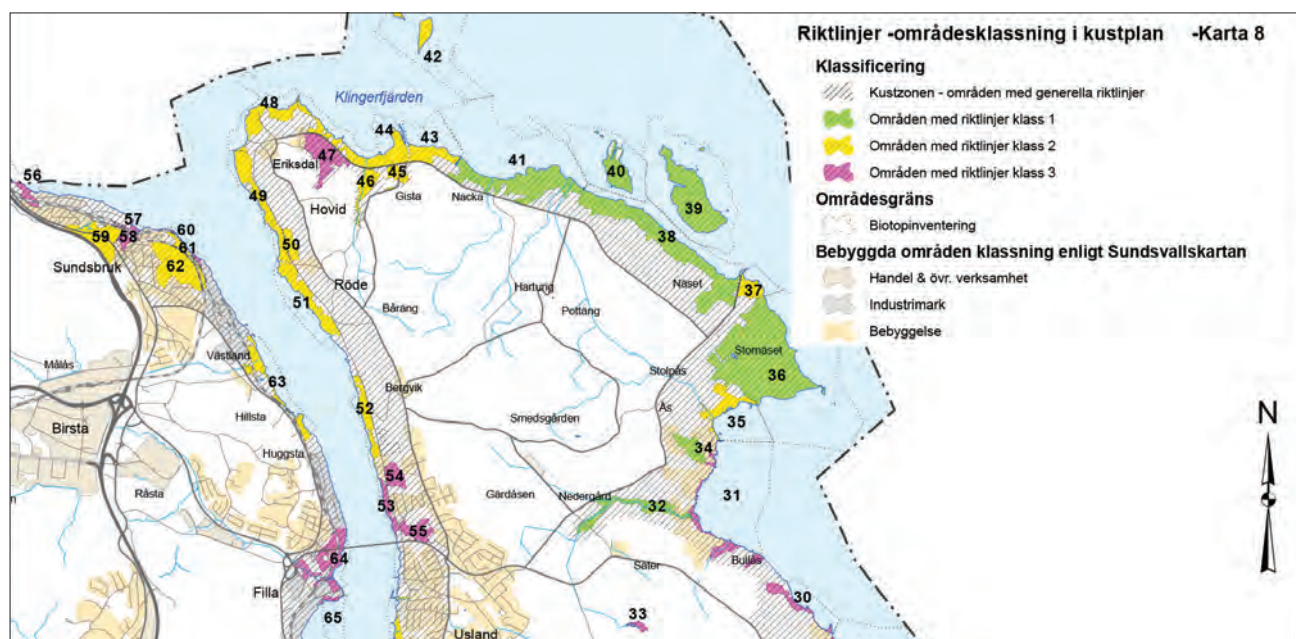 Riktlinjer -områdesklassning i kustplan -Karta 8
Klassificering
Kustzonen - områden med generella riktlinjer
Områden med riktlinjer klass 1
Områden med riktlinjer klass 2
Områden med riktlinjer klass 3
Områdesgräns
Biotopinventering
Bebyggda områden klassning enligt Sundsvallskartan
Handel & övr. verksamhet
Industrimark
Bebyggelse
N
42
Klingerfjärden
48
44
43
47
Eriksdal
41
40
45
46
Gista
Nacka
39
56
49
Hovid
57
60
59
58
61
38
Sundsbruk
62
50
Röde
51
Båräng
Hartung
Pottäng
Näset
37
Stornäset
36
Västland
Målås
63
Bergvik
Stolpås
Ås
35
52
Hillsta
Smedsgården
Birsta
Huggsta
34
54
31
Råsta
53
Gärdåsen
Nedergård
32
55
64
Bullås
Filla
Säter
30
65
33
Usland
n